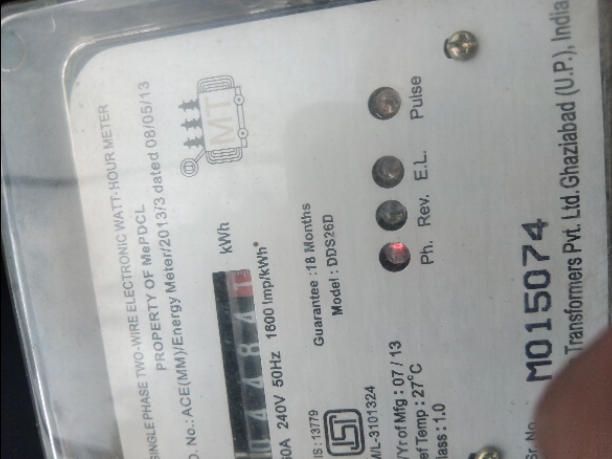 SINGLE PHASE TWO-WIRE ELECTRONIC WATT-HOUR METER
PROPERTY OF MePDCL
O. No.: ACE(MM)/Energy Meter/2013/3 dated 08/05/13
MT
kWh
60A 240V 50Hz 1600 Imp/kWh*
Guarantee :18 Months
Model : DDS26D
IS : 13779
M/L-3101324
/Yr of Mfg : 07 / 13
ef Temp : 27°C
lass : 1.0
Ph. Rev. E.L. Pulse
Sr. No. M015074
Transformers Pvt. Ltd. Ghaziabad (U.P.), India